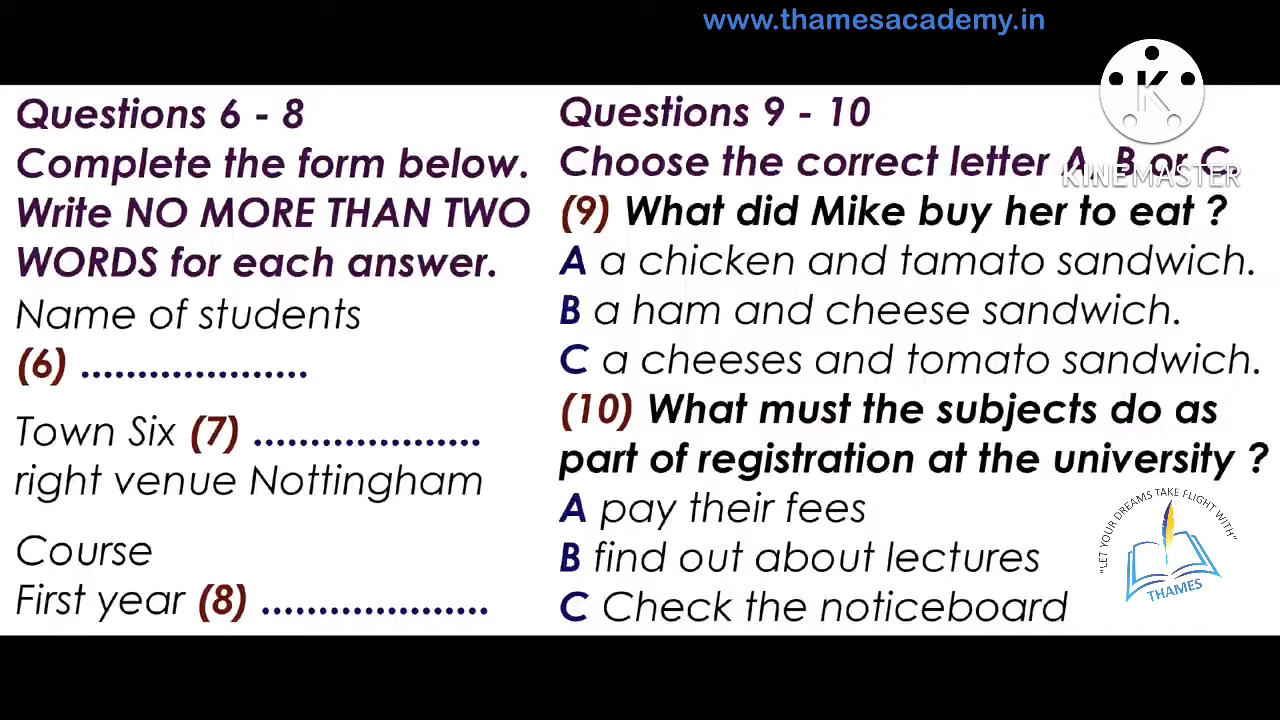 www.thamesacademy.in
K
KINEMASTER
Questions 6 - 8
Complete the form below.
Write NO MORE THAN TWO
WORDS for each answer.
Name of students
(6) ....................
Town Six (7) ....................
right venue Nottingham
Course
First year (8) ....................
Questions 9 - 10
Choose the correct letter A, B or C
(9) What did Mike buy her to eat ?
A a chicken and tamato sandwich.
B a ham and cheese sandwich.
C a cheeses and tomato sandwich.
(10) What must the subjects do as
part of registration at the university ?
A pay their fees
B find out about lectures
C Check the noticeboard
"LET YOUR DREAMS TAKE FLIGHT WITH"
THAMES